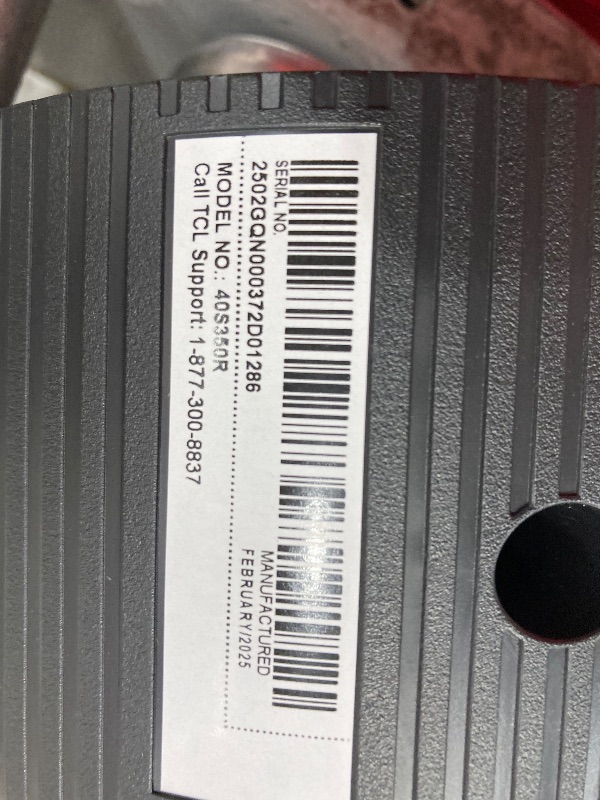 SERIAL NO.
2502GQN000372D01286
MANUFACTURED
FEBRUARY/2025
MODEL NO.: 40S350R
Call TCL Support: 1-877-300-8837